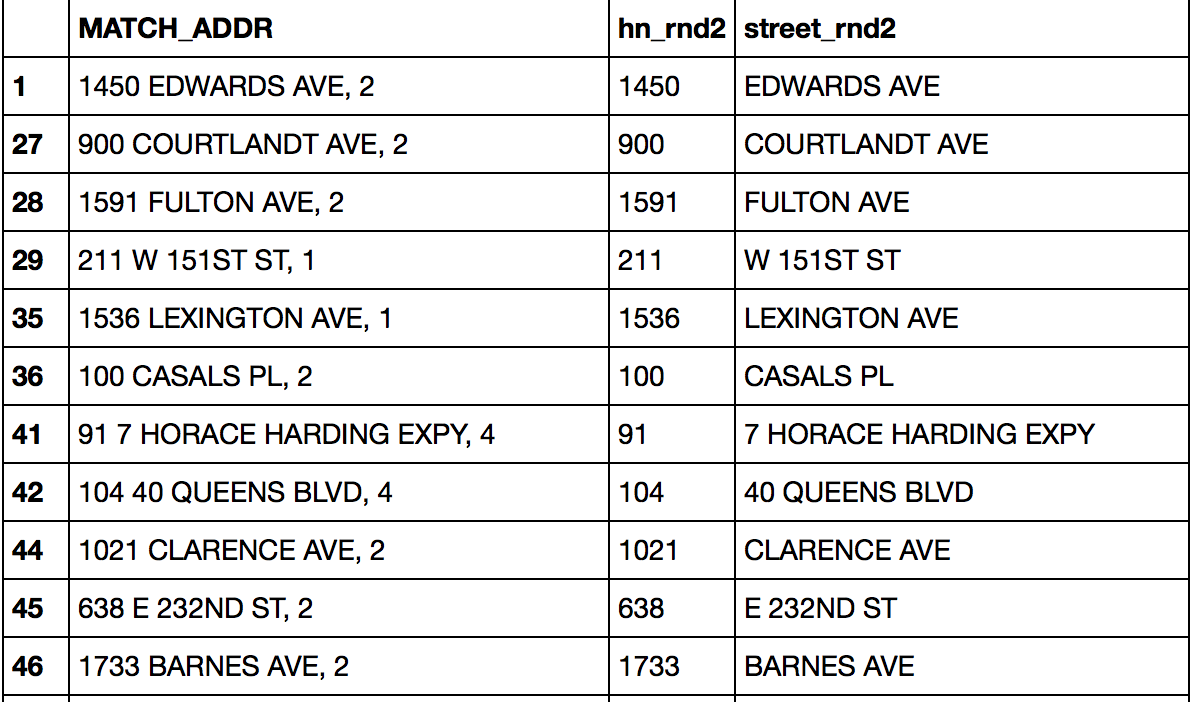 MATCH_ADDR hn_rnd2 street_rnd2
1 1450 EDWARDS AVE, 2 1450 EDWARDS AVE
27 900 COURTLANDT AVE, 2 900 COURTLANDT AVE
28 1591 FULTON AVE, 2 1591 FULTON AVE
29 211 W 151ST ST, 1 211 W 151ST ST
35 1536 LEXINGTON AVE, 1 1536 LEXINGTON AVE
36 100 CASALS PL, 2 100 CASALS PL
41 91 7 HORACE HARDING EXPY, 4 91 7 HORACE HARDING EXPY
42 104 40 QUEENS BLVD, 4 104 40 QUEENS BLVD
44 1021 CLARENCE AVE, 2 1021 CLARENCE AVE
45 638 E 232ND ST, 2 638 E 232ND ST
46 1733 BARNES AVE, 2 1733 BARNES AVE